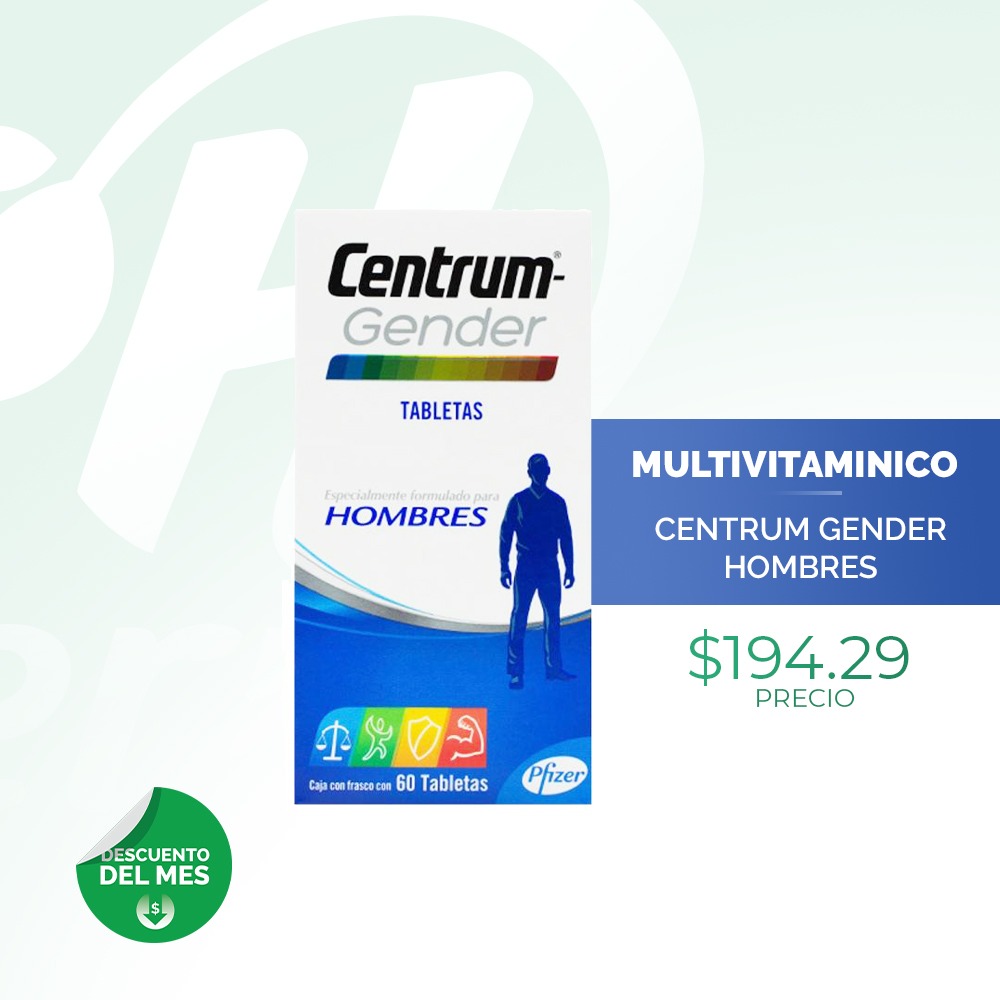 Centrum®-
Gender
TABLETAS
Especialmente formulado para
HOMBRES
Caja con frasco con 60 Tabletas
Pfizer
MULTIVITAMINICO
CENTRUM GENDER
HOMBRES
$194.29
PRECIO
DESCUENTO
DEL MES
$